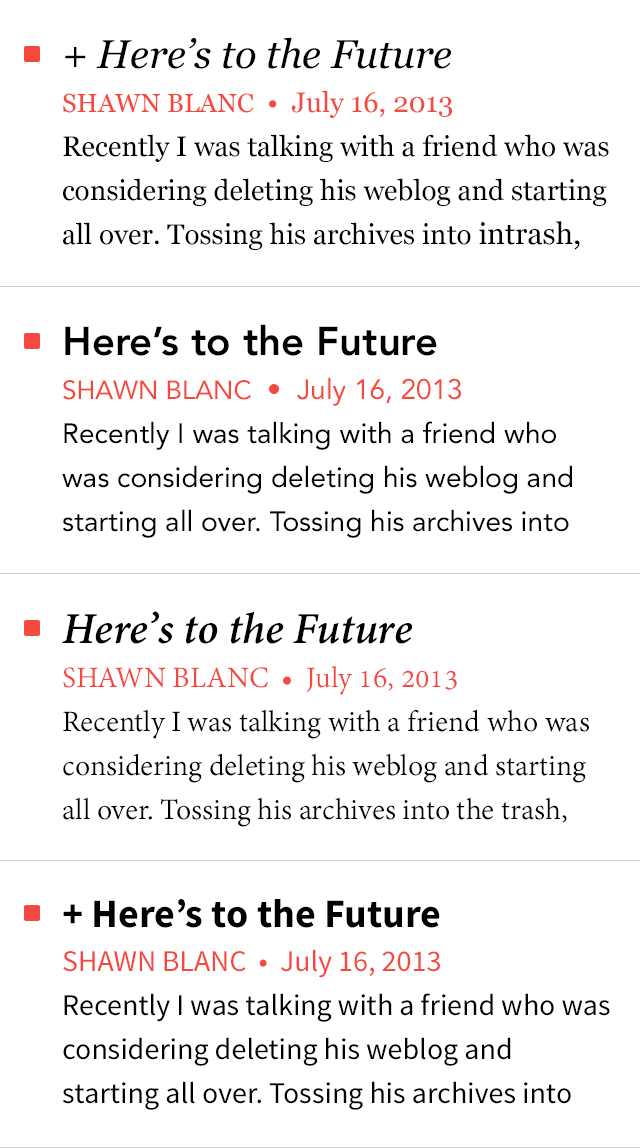 + Here’s to the Future
SHAWN BLANC • July 16, 2013
Recently I was talking with a friend who was
considering deleting his weblog and starting
all over. Tossing his archives into intrash,
Here’s to the Future
SHAWN BLANC • July 16, 2013
Recently I was talking with a friend who
was considering deleting his weblog and
starting all over. Tossing his archives into
Here’s to the Future
SHAWN BLANC • July 16, 2013
Recently I was talking with a friend who was
considering deleting his weblog and starting
all over. Tossing his archives into the trash,
+ Here’s to the Future
SHAWN BLANC • July 16, 2013
Recently I was talking with a friend who was
considering deleting his weblog and
starting all over. Tossing his archives into